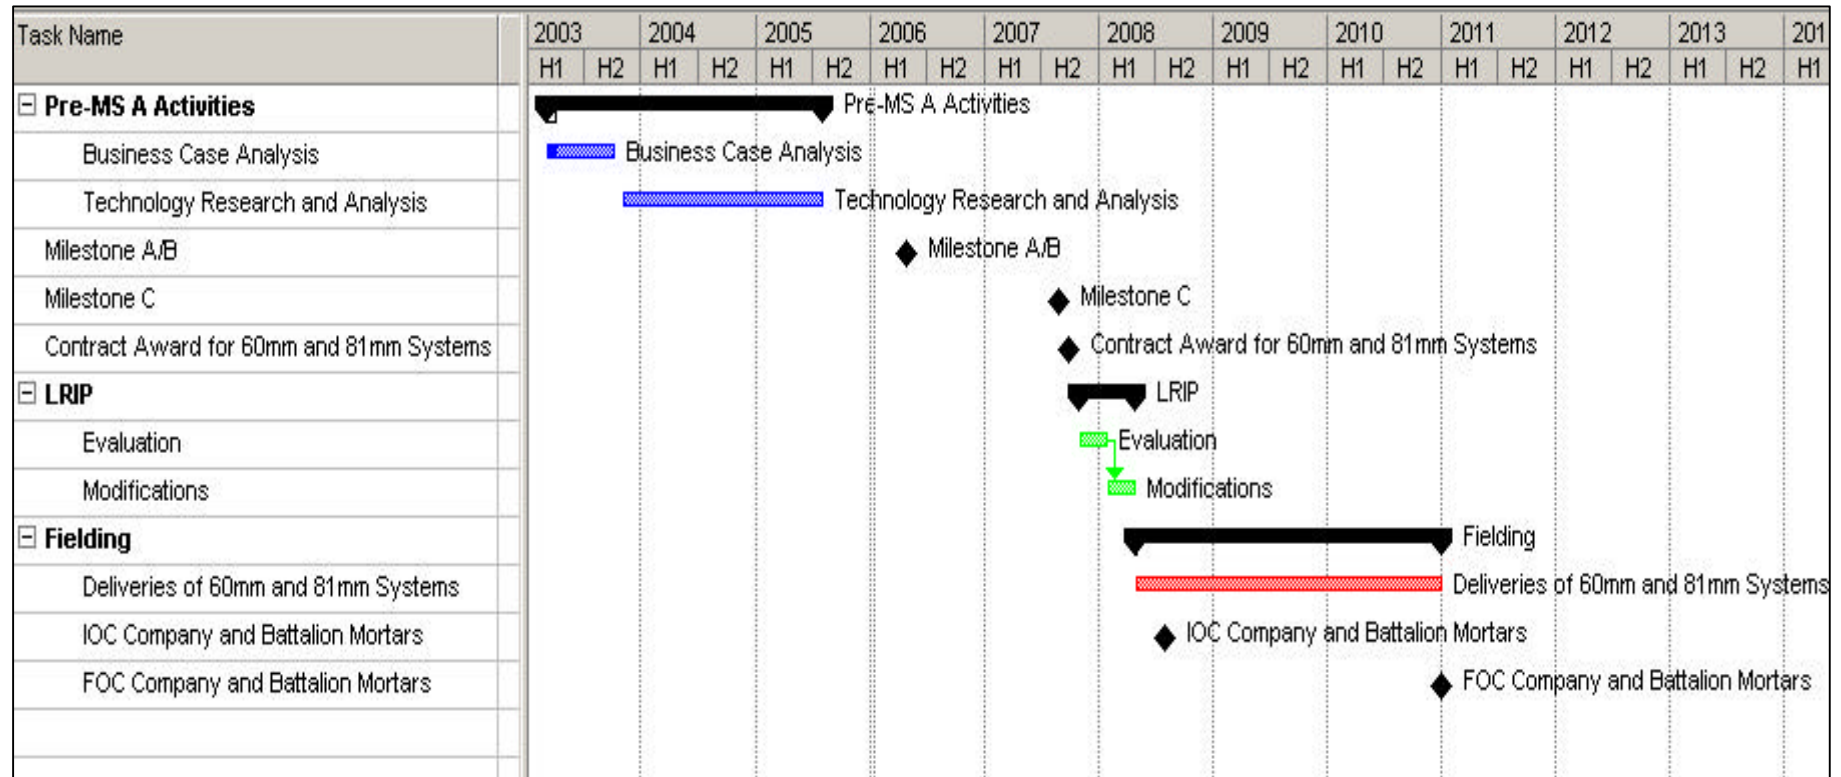 Task Name
2003 2004 2005 2006 2007 2008 2009 2010 2011 2012 2013 201
H1 H2 H1 H2 H1 H2 H1 H2 H1 H2 H1 H2 H1 H2 H1 H2 H1 H2 H1 H2 H1 H2 H1
Pre-MS A Activities Pre-MS A Activities
Business Case Analysis Business Case Analysis
Technology Research and Analysis Technology Research and Analysis
Milestone A/B Milestone A/B
Milestone C Milestone C
Contract Award for 60mm and 81mm Systems Contract Award for 60mm and 81mm Systems
LRIP LRIP
Evaluation Evaluation
Modifications Modifications
Fielding Fielding
Deliveries of 60mm and 81mm Systems Deliveries of 60mm and 81mm Systems
IOC Company and Battalion Mortars IOC Company and Battalion Mortars
FOC Company and Battalion Mortars FOC Company and Battalion Mortars